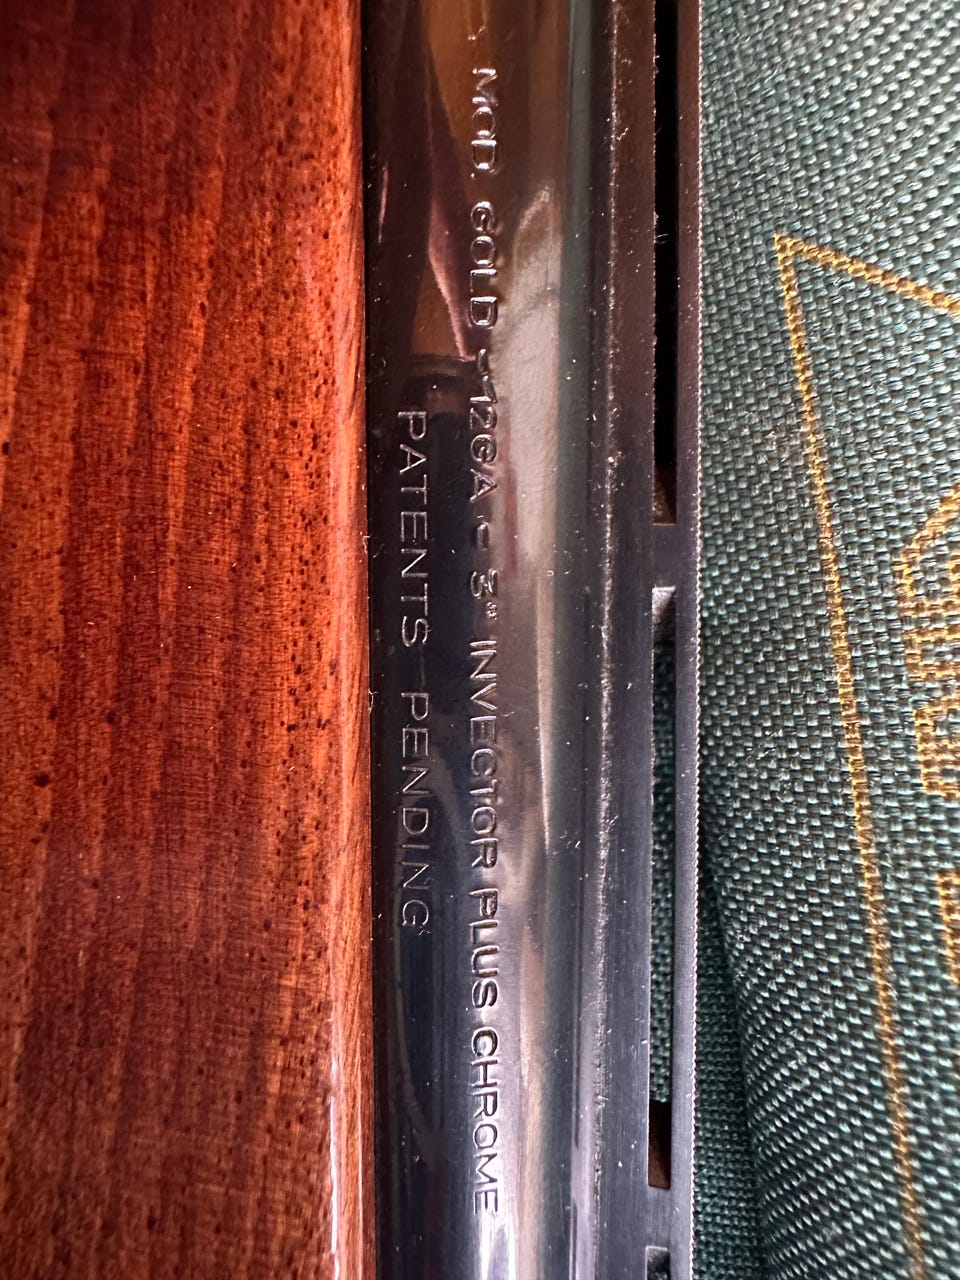 MOD. GOLD - 12GA - 3" INVECTOR PLUS CHROME
PATENTS PENDING